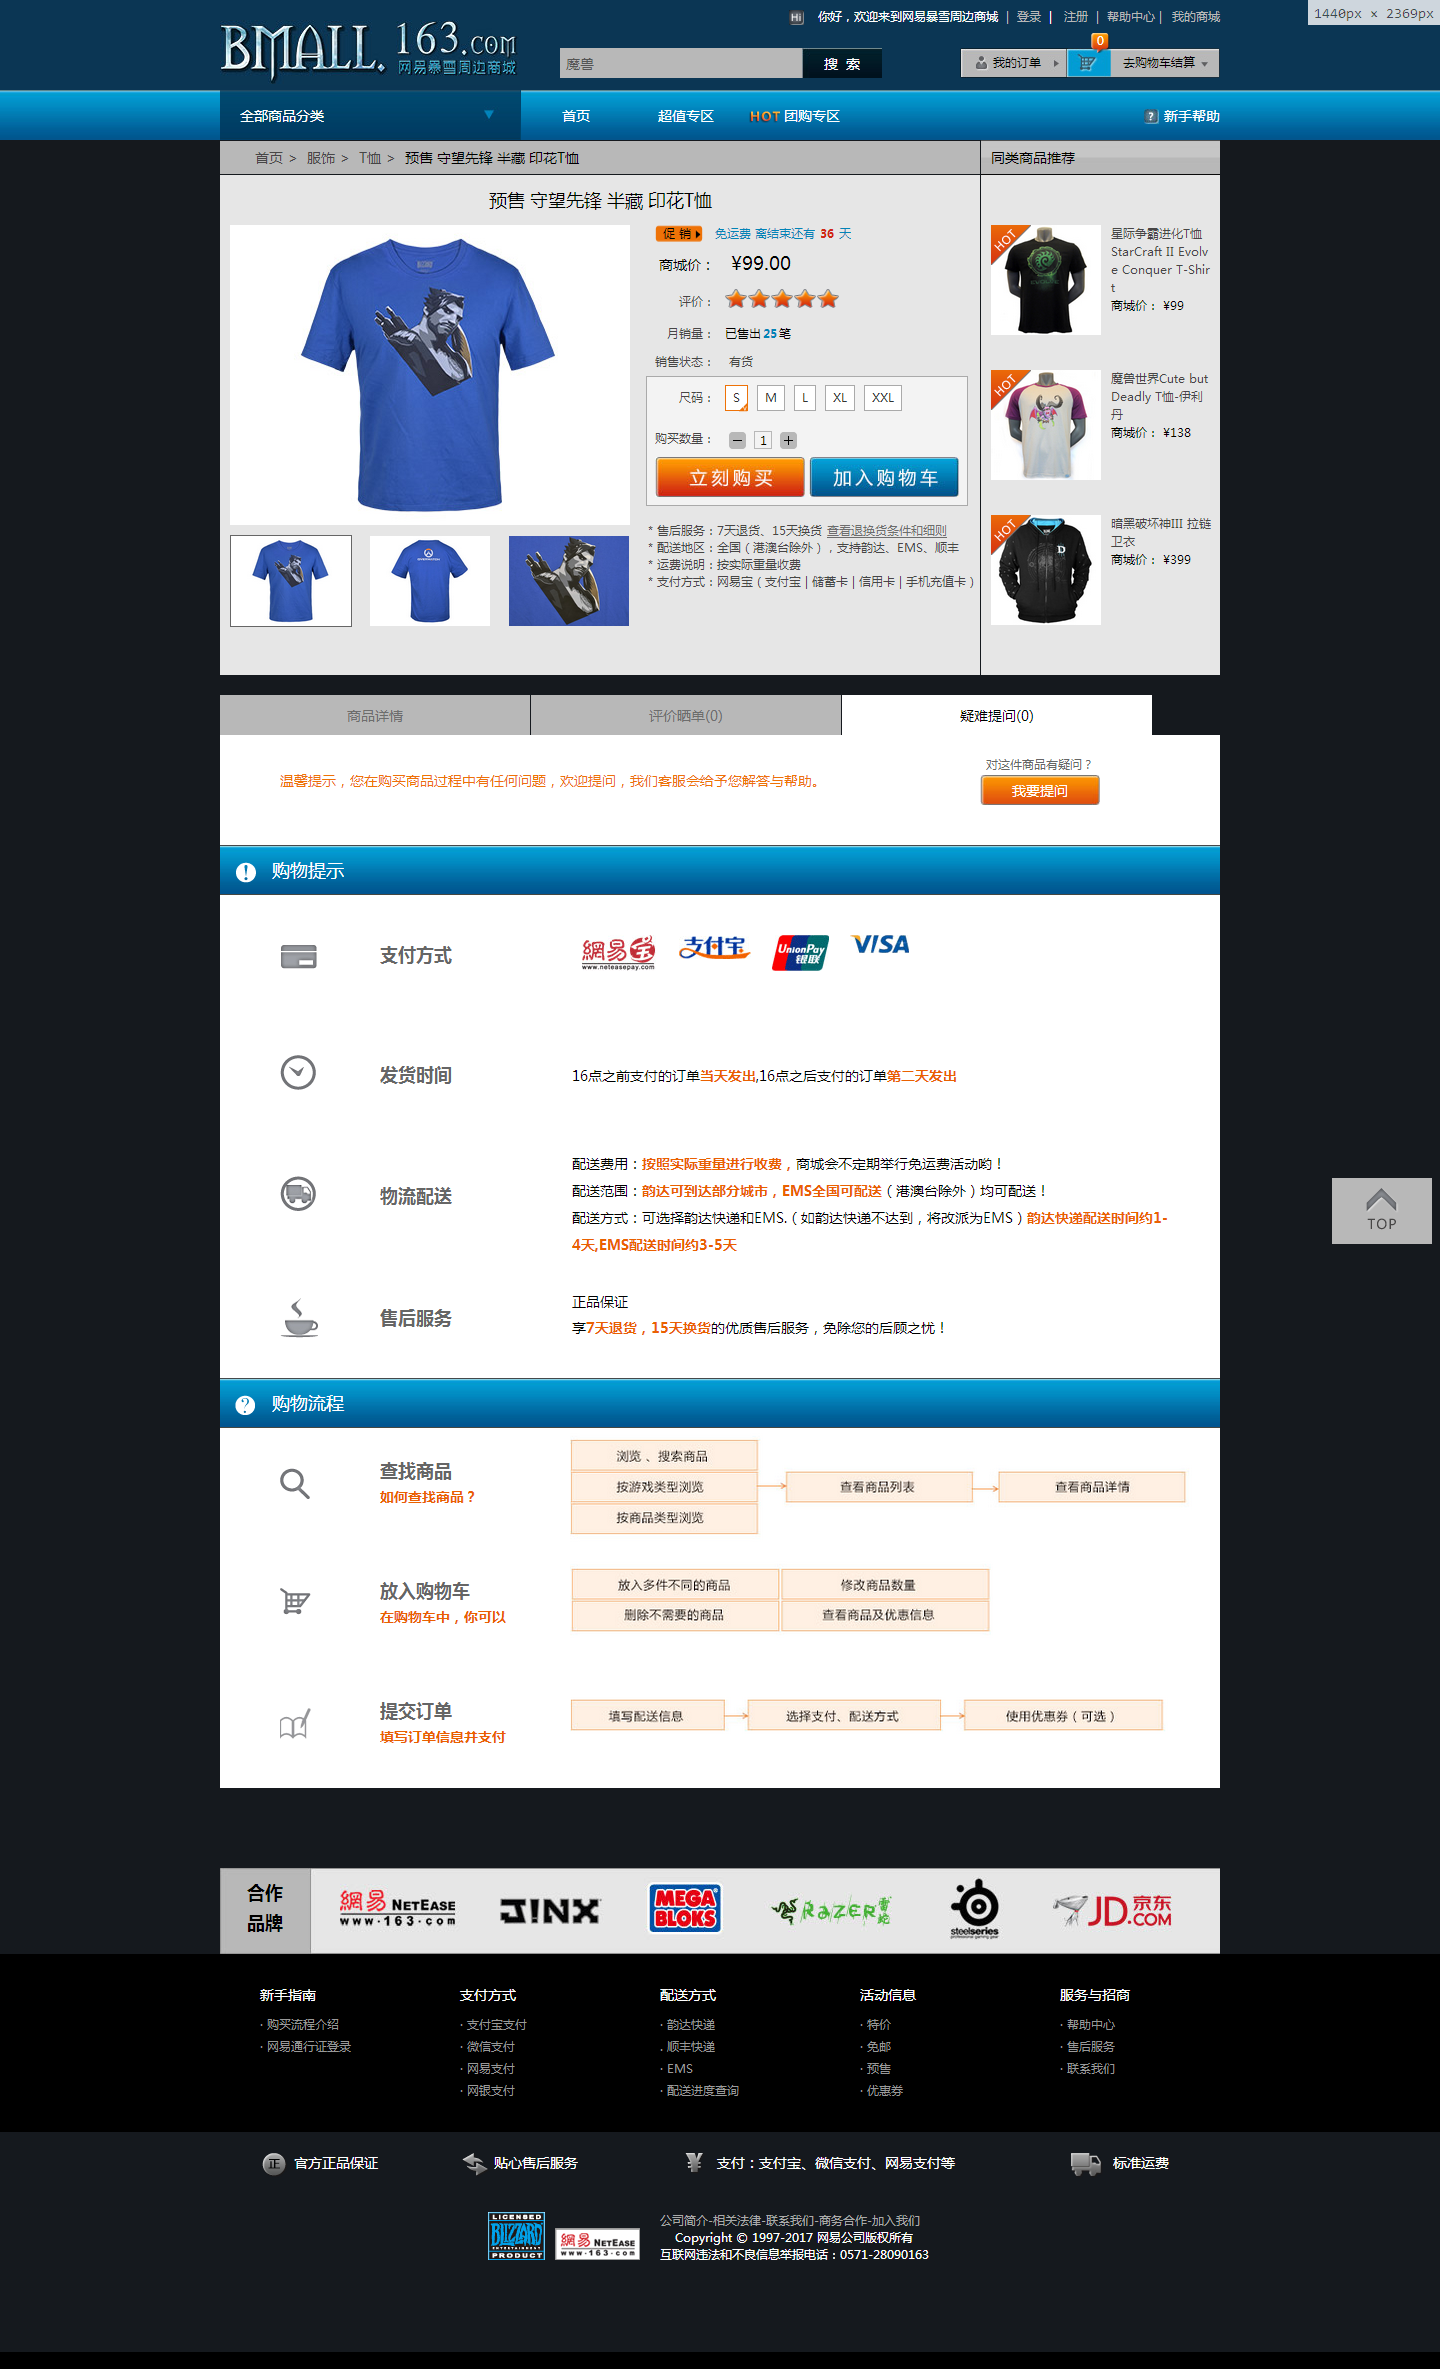 1440px × 2369px
Hi 你好，欢迎来到网易暴雪周边商城 | 登录 | 注册 | 帮助中心 | 我的商城
BMALL.163.COM
网易暴雪周边商城
魔兽
搜 索
我的订单
0
去购物车结算
全部商品分类
首页
超值专区
HOT 团购专区
? 新手帮助
首页 > 服饰 > T恤 > 预售 守望先锋 半藏 印花T恤
同类商品推荐
预售 守望先锋 半藏 印花T恤
促 销 免运费 离结束还有 36 天
商城价： ¥99.00
评价：
月销量： 已售出 25 笔
销售状态： 有货
尺码： S M L XL XXL
购买数量： 1
立刻购买
加入购物车
* 售后服务：7天退货、15天换货 查看退换货条件和细则
* 配送地区：全国（港澳台除外），支持韵达、EMS、顺丰
* 运费说明：按实际重量收费
* 支付方式：网易宝（支付宝 | 储蓄卡 | 信用卡 | 手机充值卡）
HOT
星际争霸进化T恤
StarCraft II Evolv
e Conquer T-Shir
t
商城价： ¥99
HOT
魔兽世界Cute but
Deadly T恤-伊利
丹
商城价： ¥138
HOT
暗黑破坏神III 拉链
卫衣
商城价： ¥399
商品详情
评价晒单(0)
疑难提问(0)
温馨提示，您在购买商品过程中有任何问题，欢迎提问，我们客服会给予您解答与帮助。
对这件商品有疑问？
我要提问
购物提示
支付方式
網易宝
www.neteasepay.com
支付宝
UnionPay
银联
VISA
发货时间
16点之前支付的订单当天发出,16点之后支付的订单第二天发出
物流配送
配送费用：按照实际重量进行收费，商城会不定期举行免运费活动哟！
配送范围：韵达可到达部分城市，EMS全国可配送（港澳台除外）均可配送！
配送方式：可选择韵达快递和EMS.（如韵达快递不达到，将改派为EMS）韵达快递配送时间约1-
4天,EMS配送时间约3-5天
TOP
售后服务
正品保证
享7天退货，15天换货的优质售后服务，免除您的后顾之忧！
购物流程
查找商品
如何查找商品？
浏览 、搜索商品
按游戏类型浏览
按商品类型浏览
查看商品列表
查看商品详情
放入购物车
在购物车中，你可以
放入多件不同的商品
修改商品数量
删除不需要的商品
查看商品及优惠信息
提交订单
填写订单信息并支付
填写配送信息
选择支付、配送方式
使用优惠券（可选）
合作
品牌
網易 NETEASE
www.163.com
J!NX
MEGA
BLOKS
RAZER 雷蛇
steelseries
professional gaming gear
JD.COM 京东
新手指南
· 购买流程介绍
· 网易通行证登录
支付方式
· 支付宝支付
· 微信支付
· 网易支付
· 网银支付
配送方式
· 韵达快递
. 顺丰快递
· EMS
· 配送进度查询
活动信息
· 特价
· 免邮
· 预售
· 优惠券
服务与招商
· 帮助中心
· 售后服务
· 联系我们
正 官方正品保证
贴心售后服务
¥ 支付：支付宝、微信支付、网易支付等
标准运费
LICENSED
BLIZZARD
ENTERTAINMENT
PRODUCT
網易 NETEASE
www.163.com
公司简介-相关法律-联系我们-商务合作-加入我们
Copyright © 1997-2017 网易公司版权所有
互联网违法和不良信息举报电话：0571-28090163